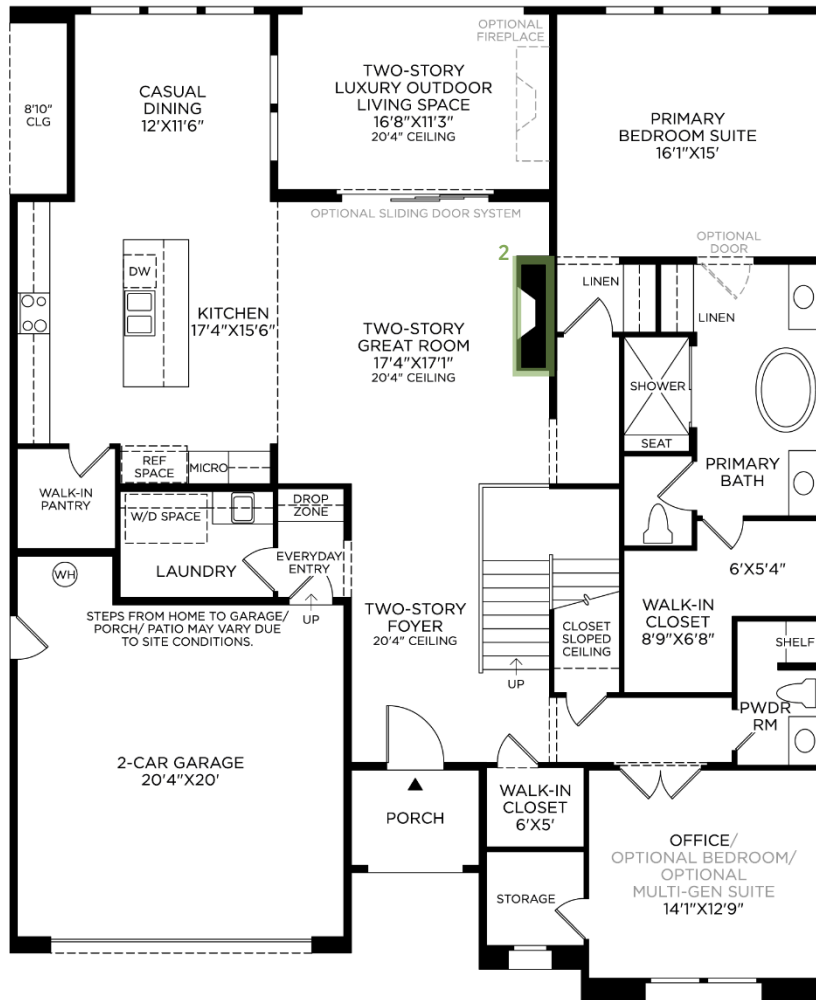 OPTIONAL
FIREPLACE
CASUAL
DINING
12'X11'6"
8'10"
CLG
TWO-STORY
LUXURY OUTDOOR
LIVING SPACE
16'8"X11'3"
20'4" CEILING
PRIMARY
BEDROOM SUITE
16'1"X15'
OPTIONAL SLIDING DOOR SYSTEM
OPTIONAL
DOOR
2
DW
LINEN
LINEN
KITCHEN
17'4"X15'6"
TWO-STORY
GREAT ROOM
17'4"X17'1"
20'4" CEILING
SHOWER
SEAT
REF
SPACE
MICRO
PRIMARY
BATH
WALK-IN
PANTRY
W/D SPACE
DROP
ZONE
LAUNDRY
EVERYDAY
ENTRY
WH
UP
6'X5'4"
STEPS FROM HOME TO GARAGE/
PORCH/ PATIO MAY VARY DUE
TO SITE CONDITIONS.
TWO-STORY
FOYER
20'4" CEILING
CLOSET
SLOPED
CEILING
WALK-IN
CLOSET
8'9"X6'8"
SHELF
UP
PWDR
RM
2-CAR GARAGE
20'4"X20'
PORCH
WALK-IN
CLOSET
6'X5'
OFFICE/
OPTIONAL BEDROOM/
OPTIONAL
MULTI-GEN SUITE
14'1"X12'9"
STORAGE